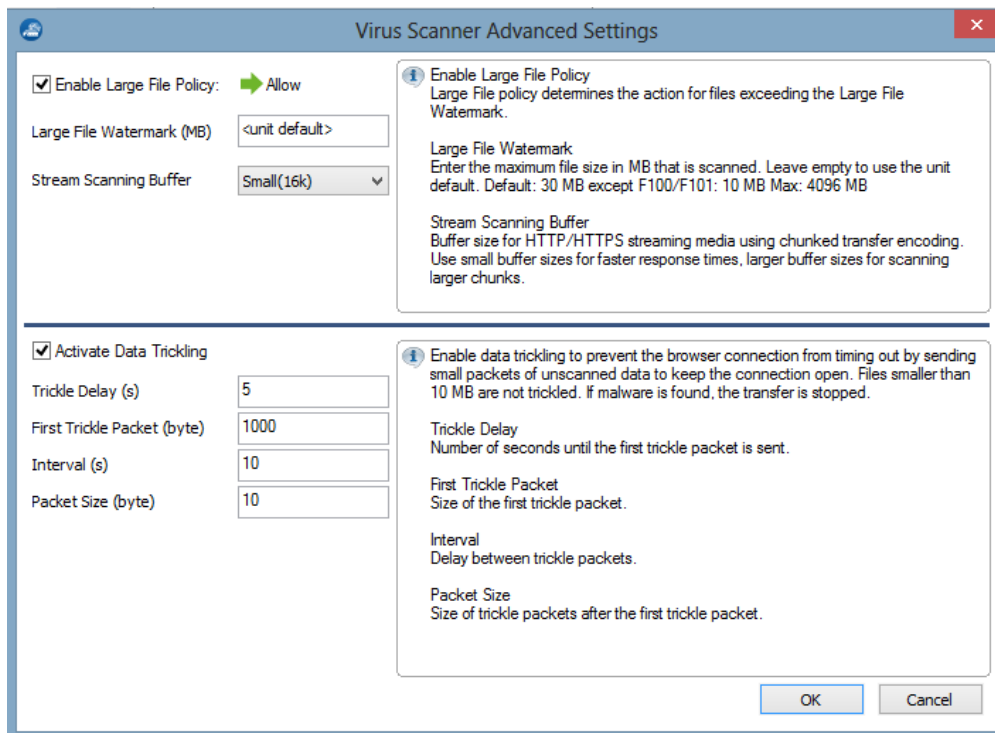 Virus Scanner Advanced Settings
Enable Large File Policy:
Allow
Large File Watermark (MB)
<unit default>
Stream Scanning Buffer
Small(16k)
Enable Large File Policy
Large File policy determines the action for files exceeding the Large File
Watermark.
Large File Watermark
Enter the maximum file size in MB that is scanned. Leave empty to use the unit
default. Default: 30 MB except F100/F101: 10 MB Max: 4096 MB
Stream Scanning Buffer
Buffer size for HTTP/HTTPS streaming media using chunked transfer encoding.
Use small buffer sizes for faster response times, larger buffer sizes for scanning
larger chunks.
Activate Data Trickling
Trickle Delay (s)
5
First Trickle Packet (byte)
1000
Interval (s)
10
Packet Size (byte)
10
Enable data trickling to prevent the browser connection from timing out by sending
small packets of unscanned data to keep the connection open. Files smaller than
10 MB are not trickled. If malware is found, the transfer is stopped.
Trickle Delay
Number of seconds until the first trickle packet is sent.
First Trickle Packet
Size of the first trickle packet.
Interval
Delay between trickle packets.
Packet Size
Size of trickle packets after the first trickle packet.
OK
Cancel